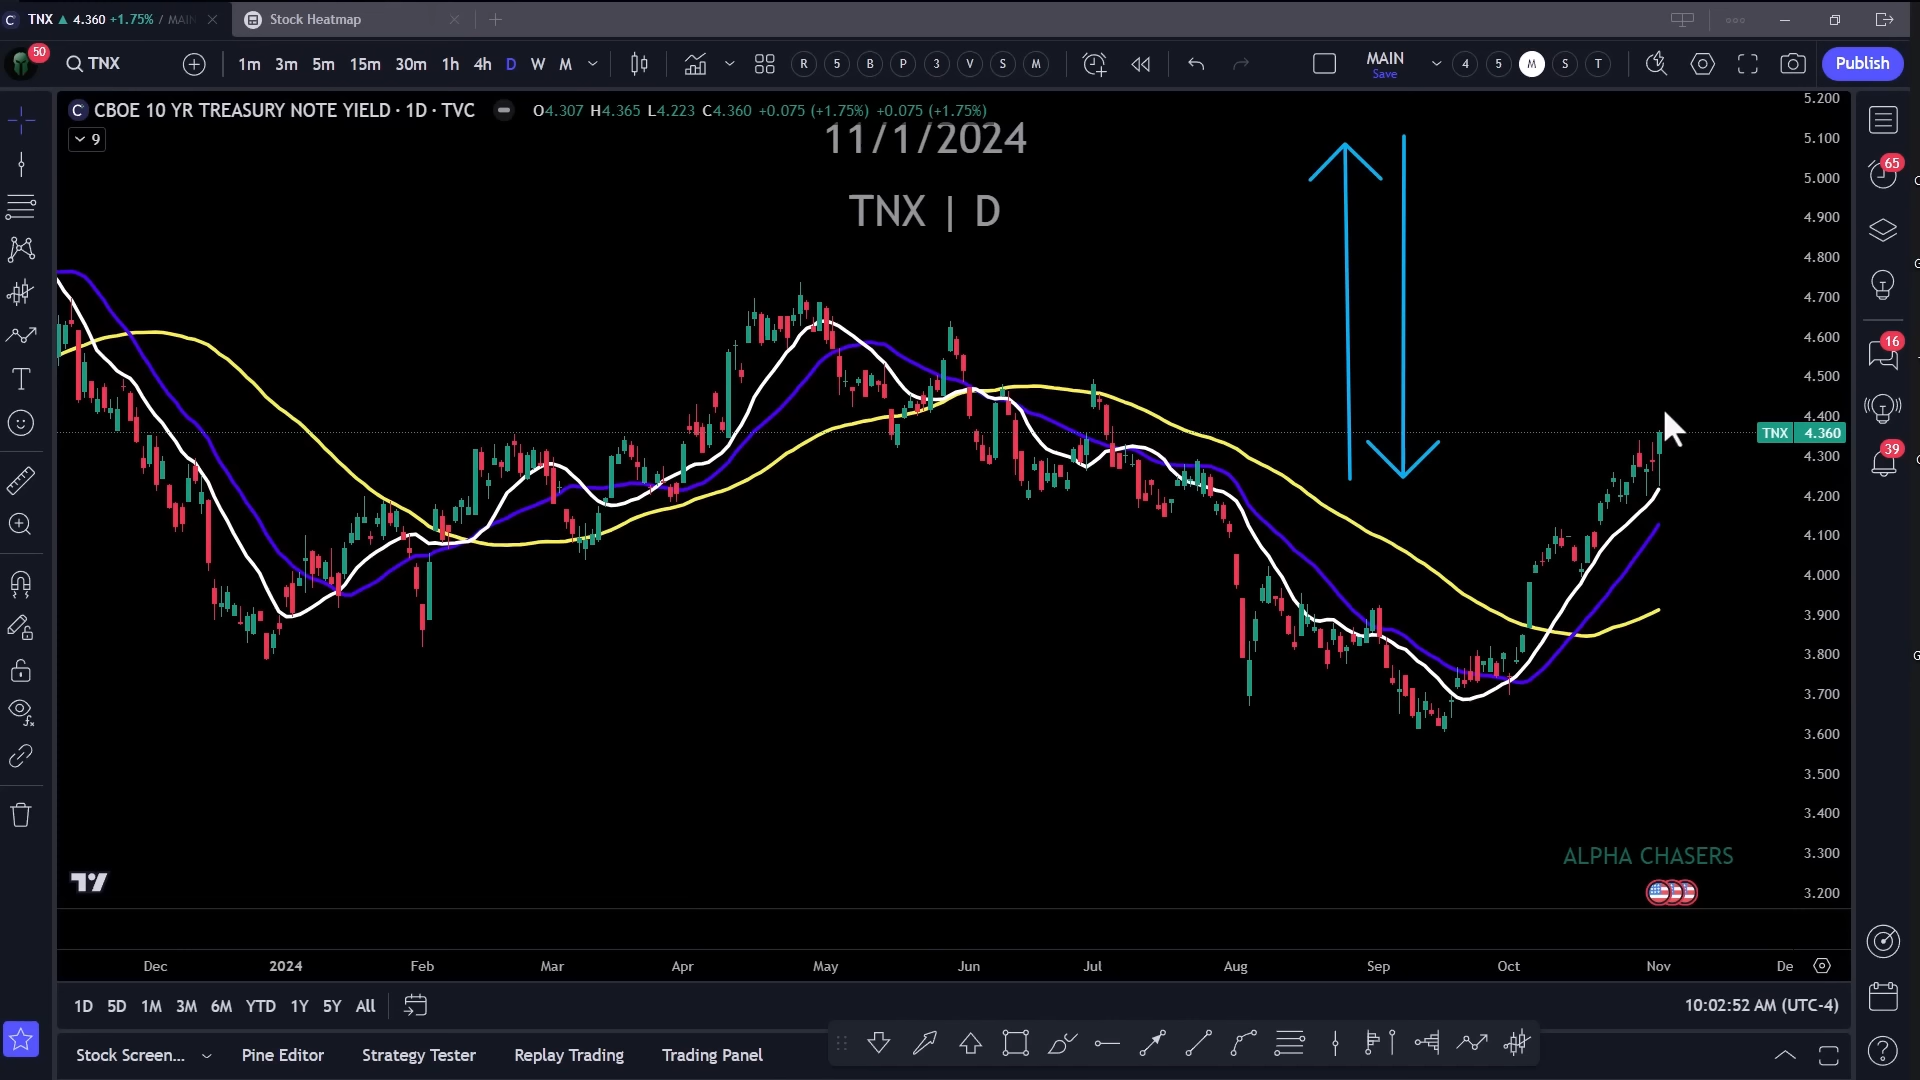 TNX ▲ 4.360 +1.75% / MAIN
Stock Heatmap
50
TNX
1m 3m 5m 15m 30m 1h 4h D W M
R 5 B P 3 V S M
MAIN
Save
4 5 M S T
Publish
CBOE 10 YR TREASURY NOTE YIELD · 1D · TVC
O4.307 H4.365 L4.223 C4.360 +0.075 (+1.75%) +0.075 (+1.75%)
9
11/1/2024
TNX | D
5.200
5.100
5.000
4.900
4.800
4.700
4.600
4.500
4.400
TNX 4.360
4.300
4.200
4.100
4.000
3.900
3.800
3.700
3.600
3.500
3.400
3.300
3.200
65
16
39
ALPHA CHASERS
Dec 2024 Feb Mar Apr May Jun Jul Aug Sep Oct Nov De
1D 5D 1M 3M 6M YTD 1Y 5Y All
10:02:52 AM (UTC-4)
Stock Screen... Pine Editor Strategy Tester Replay Trading Trading Panel